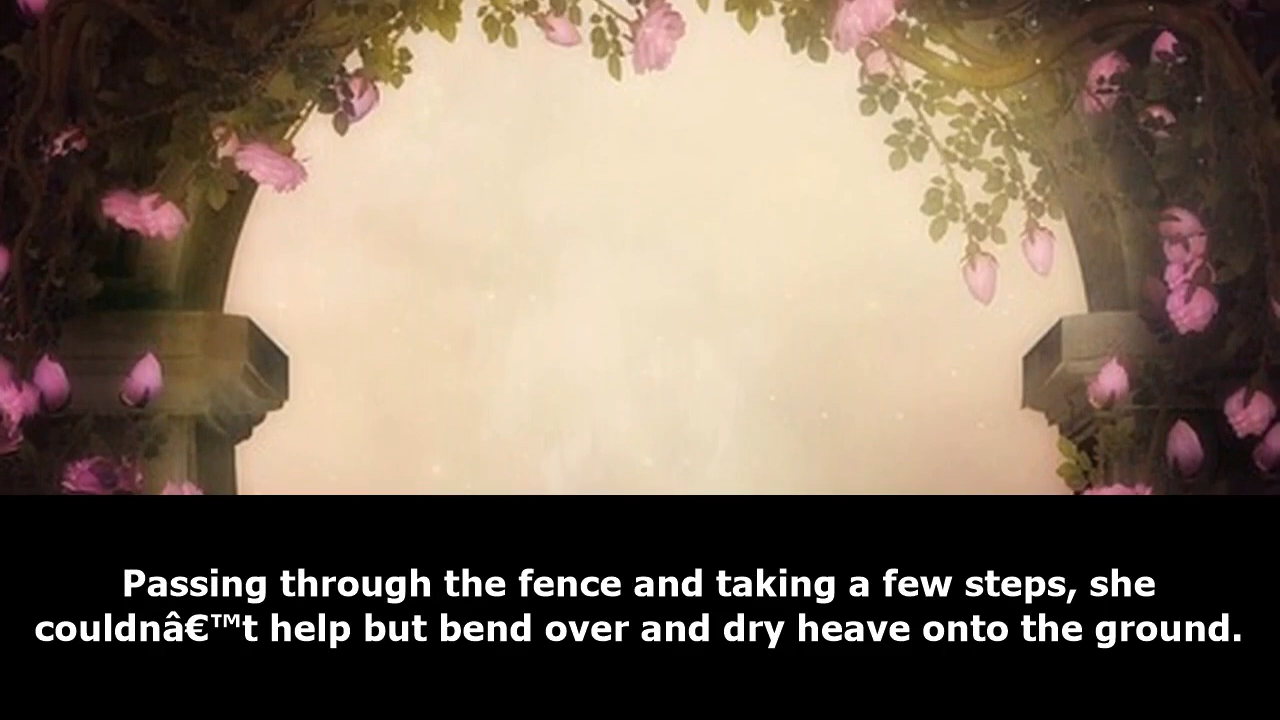 Passing through the fence and taking a few steps, she
couldnâ€™t help but bend over and dry heave onto the ground.